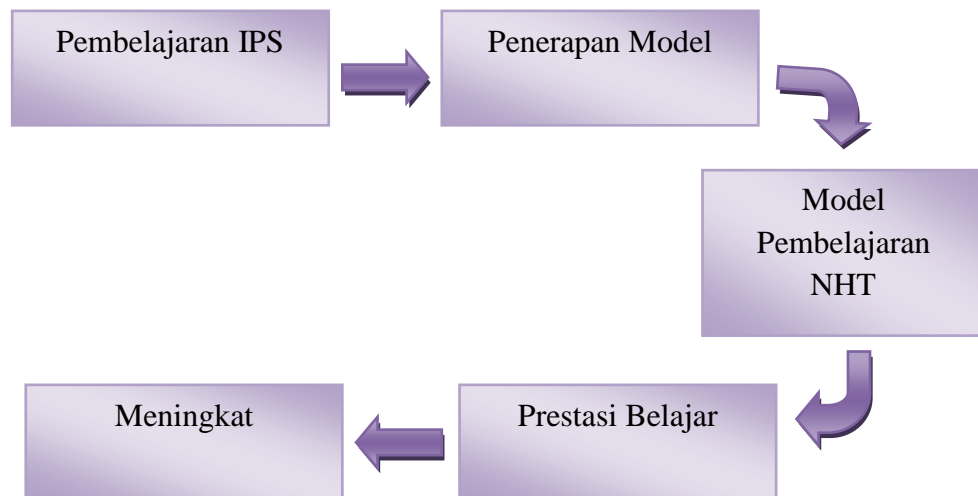 Pembelajaran IPS
Penerapan Model
Model
Pembelajaran
NHT
Prestasi Belajar
Meningkat